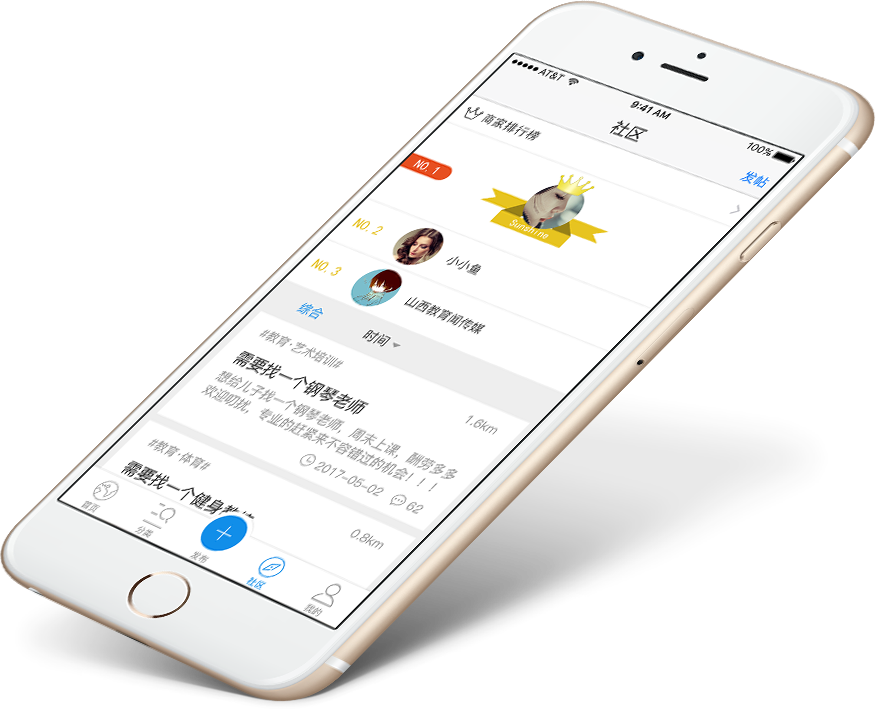 AT&T
9:41 AM
100%
社区
发帖
商家排行榜
NO. 1
Sunshine
NO. 2
小小鱼
NO. 3
山西教育闻传媒
综合
时间
#教育·艺术培训#
需要找一个钢琴老师
1.6km
想给儿子找一个钢琴老师，周末上课，酬劳多多
欢迎叨扰，专业的赶紧来不容错过的机会！！！
2017-05-02
62
#教育·体育#
需要找一个健身教
0.8km
首页
分类
发布
社区
我的